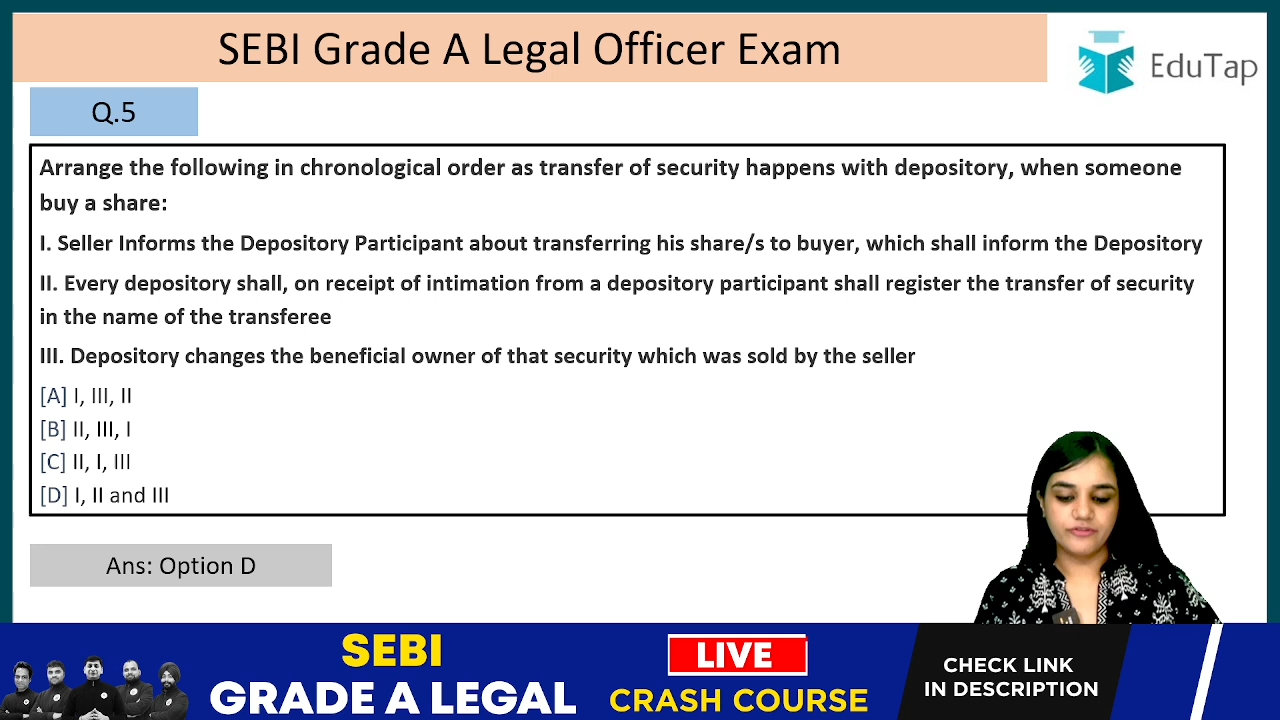 SEBI Grade A Legal Officer Exam
EduTap
Q.5
Arrange the following in chronological order as transfer of security happens with depository, when someone
buy a share:
I. Seller Informs the Depository Participant about transferring his share/s to buyer, which shall inform the Depository
II. Every depository shall, on receipt of intimation from a depository participant shall register the transfer of security
in the name of the transferee
III. Depository changes the beneficial owner of that security which was sold by the seller
[A] I, III, II
[B] II, III, I
[C] II, I, III
[D] I, II and III
Ans: Option D
SEBI
GRADE A LEGAL
LIVE
CRASH COURSE
CHECK LINK
IN DESCRIPTION